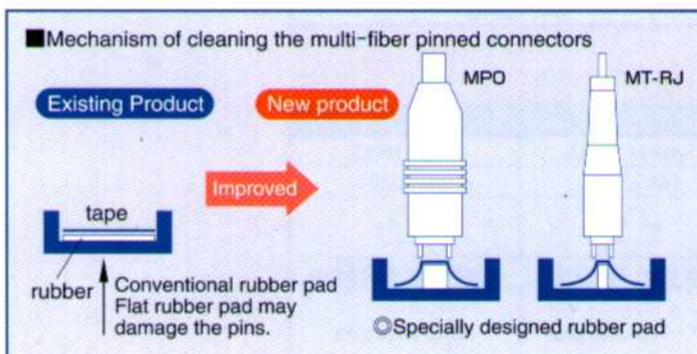 ■Mechanism of cleaning the multi-fiber pinned connectors
Existing Product
New product
MPO
MT-RJ
Improved
tape
rubber
Conventional rubber pad
Flat rubber pad may
damage the pins.
◎Specially designed rubber pad